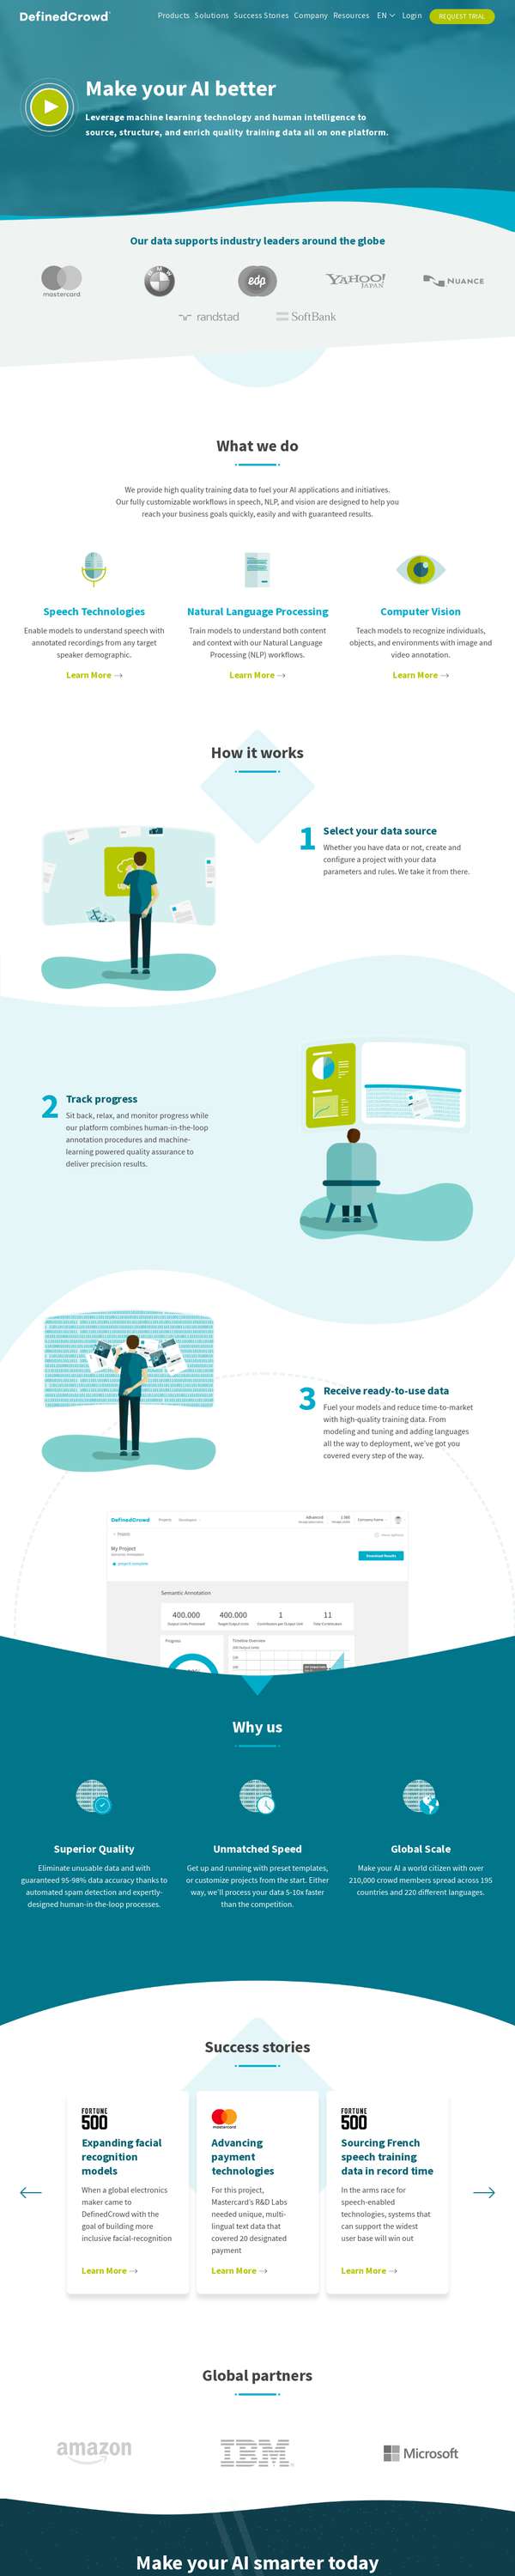 DefinedCrowd
Products Solutions Success Stories Company Resources EN Login REQUEST TRIAL
Make your AI better
Leverage machine learning technology and human intelligence to
source, structure, and enrich quality training data all on one platform.
Our data supports industry leaders around the globe
mastercard
BMW
edp
YAHOO!
JAPAN
NUANCE
randstad
SoftBank
What we do
We provide high quality training data to fuel your AI applications and initiatives.
Our fully customizable workflows in speech, NLP, and vision are designed to help you
reach your business goals quickly, easily and with guaranteed results.
Speech Technologies
Enable models to understand speech with
annotated recordings from any target
speaker demographic.
Learn More
Natural Language Processing
Train models to understand both content
and context with our Natural Language
Processing (NLP) workflows.
Learn More
Computer Vision
Teach models to recognize individuals,
objects, and environments with image and
video annotation.
Learn More
How it works
1 Select your data source
Whether you have data or not, create and
configure a project with your data
parameters and rules. We take it from there.
2 Track progress
Sit back, relax, and monitor progress while
our platform combines human-in-the-loop
annotation procedures and machine-
learning powered quality assurance to
deliver precision results.
3 Receive ready-to-use data
Fuel your models and reduce time-to-market
with high-quality training data. From
modeling and tuning and adding languages
all the way to deployment, we've got you
covered every step of the way.
DefinedCrowd Projects
My Project
Download Results
Semantic Annotation
400.000 400.000 1 11
Progress
Timeline Overview
Why us
Superior Quality
Eliminate unusable data and with
guaranteed 95-98% data accuracy thanks to
automated spam detection and expertly-
designed human-in-the-loop processes.
Unmatched Speed
Get up and running with preset templates,
or customize projects from the start. Either
way, we'll process your data 5-10x faster
than the competition.
Global Scale
Make your AI a world citizen with over
210,000 crowd members spread across 195
countries and 220 different languages.
Success stories
FORTUNE
500
Expanding facial
recognition
models
When a global electronics
maker came to
DefinedCrowd with the
goal of building more
inclusive facial-recognition
Learn More
mastercard
Advancing
payment
technologies
For this project,
Mastercard's R&D Labs
needed unique, multi-
lingual text data that
covered 20 designated
payment
Learn More
FORTUNE
500
Sourcing French
speech training
data in record time
In the arms race for
speech-enabled
technologies, systems that
can support the widest
user base will win out
Learn More
Global partners
amazon
IBM
Microsoft
Make your AI smarter today